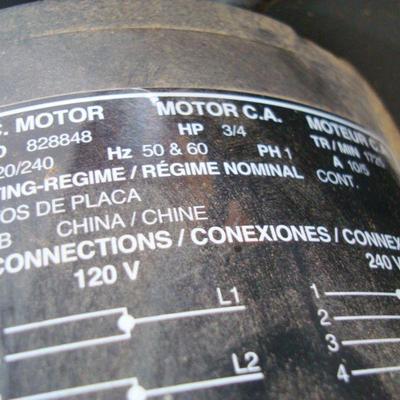 C. MOTOR MOTOR C.A. MOTEUR C.A
828848 HP 3/4 TR/MIN 1725
20/240 Hz 50 & 60 PH 1 A 10/5
TING-REGIME / RÉGIME NOMINAL CONT.
OS DE PLACA
B CHINA / CHINE
CONNECTIONS / CONEXIONES / CONNEX
120 V 240 V
L1 1
2
L2 3
4